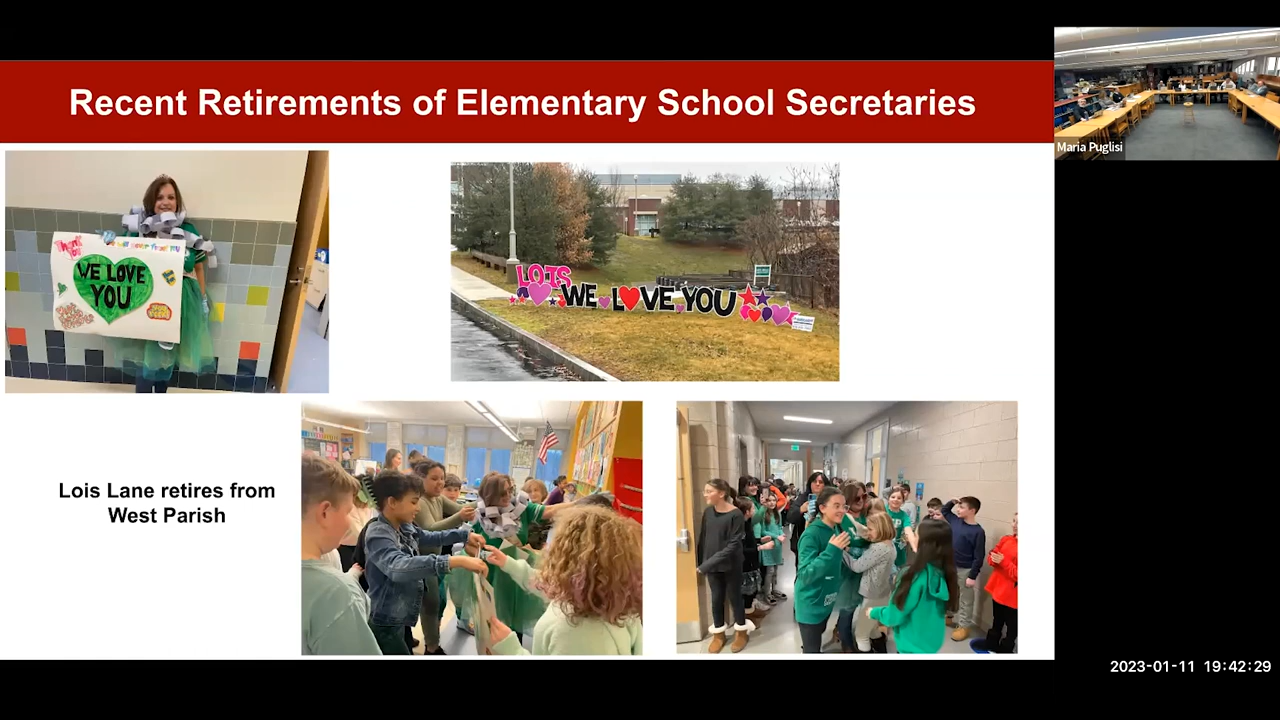 Recent Retirements of Elementary School Secretaries
Maria Puglisi
WE LOVE
YOU
LOIS
WE LOVE YOU
Lois Lane retires from
West Parish
2023-01-11 19:42:29